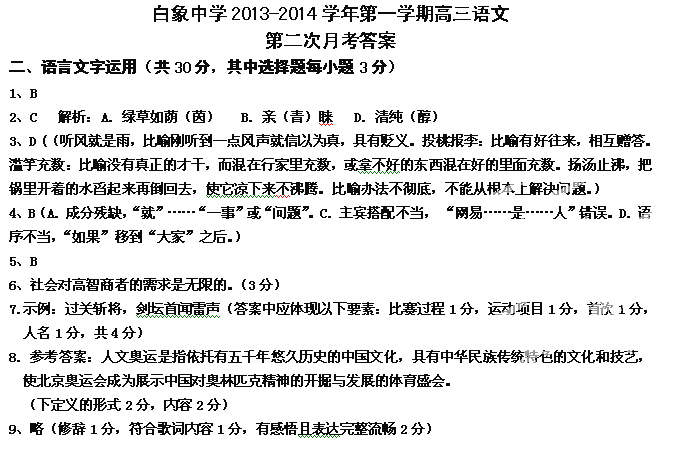 白象中学2013-2014学年第一学期高三语文
第二次月考答案
二、语言文字运用（共30分，其中选择题每小题3分）
1、B
2、C 解析：A. 绿草如荫（茵） B. 亲（青）睐 D. 清纯（醇）
3、D（（听风就是雨，比喻刚听到一点风声就信以为真，具有贬义。投桃报李：比喻有好往来，相互赠答。
滥竽充数：比喻没有真正的才干，而混在行家里充数，或拿不好的东西混在好的里面充数。扬汤止沸，把
锅里开着的水舀起来再倒回去，使它凉下来不沸腾。比喻办法不彻底，不能从根本上解决问题。）
4、B（A. 成分残缺，“就”……“一事”或“问题”。C. 主宾搭配不当， “网易……是……人”错误。D. 语
序不当，“如果”移到“大家”之后。）
5、B
6、社会对高智商者的需求是无限的。（3分）
7.示例：过关斩将，剑坛首闻雷声（答案中应体现以下要素：比赛过程1分，运动项目1分，首次1分，
人名1分，共4分）
8. 参考答案：人文奥运是指依托有五千年悠久历史的中国文化，具有中华民族传统特色的文化和技艺，
使北京奥运会成为展示中国对奥林匹克精神的开掘与发展的体育盛会。
（下定义的形式2分，内容2分）
9、略（修辞1分，符合歌词内容1分，有感悟且表达完整流畅2分）